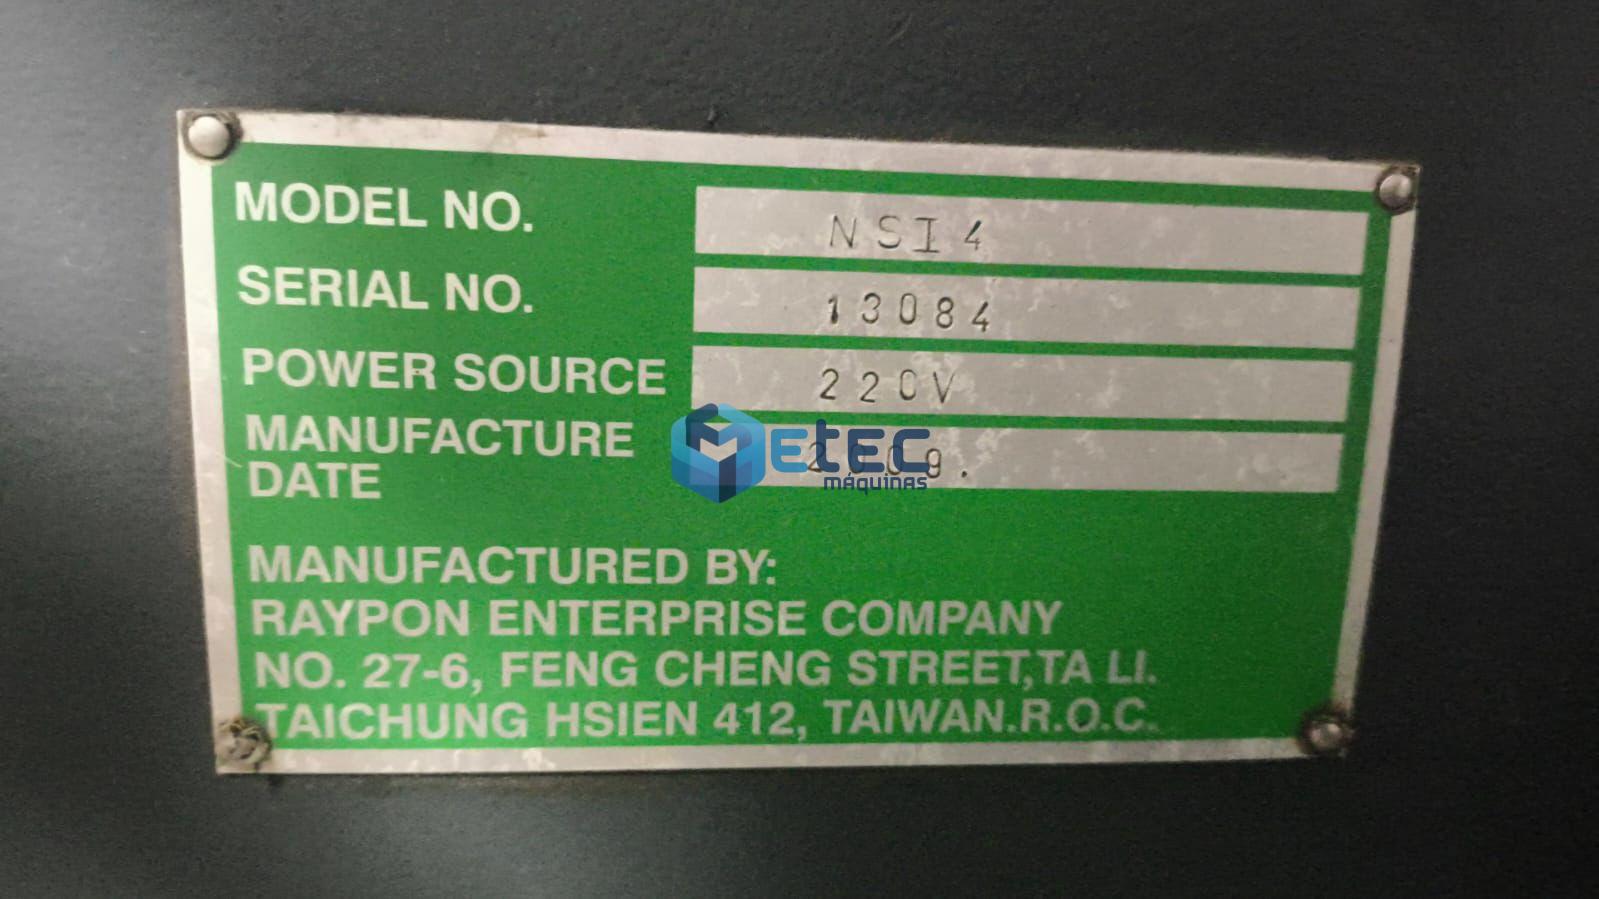 MODEL NO. NSI4
SERIAL NO. 13084
POWER SOURCE 220V
MANUFACTURE
DATE 2009.
Metec
máquinas
MANUFACTURED BY:
RAYPON ENTERPRISE COMPANY
NO. 27-6, FENG CHENG STREET,TA LI.
TAICHUNG HSIEN 412, TAIWAN.R.O.C.